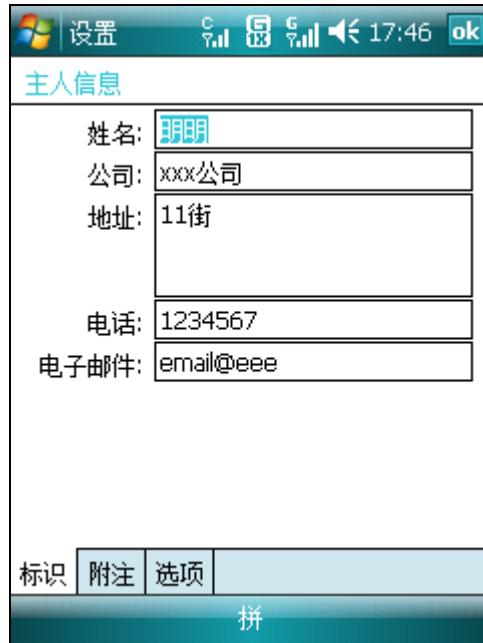 设置 17:46 ok
主人信息
姓名: 明明
公司: xxx公司
地址: 11街
电话: 1234567
电子邮件: email@eee
标识 附注 选项
拼